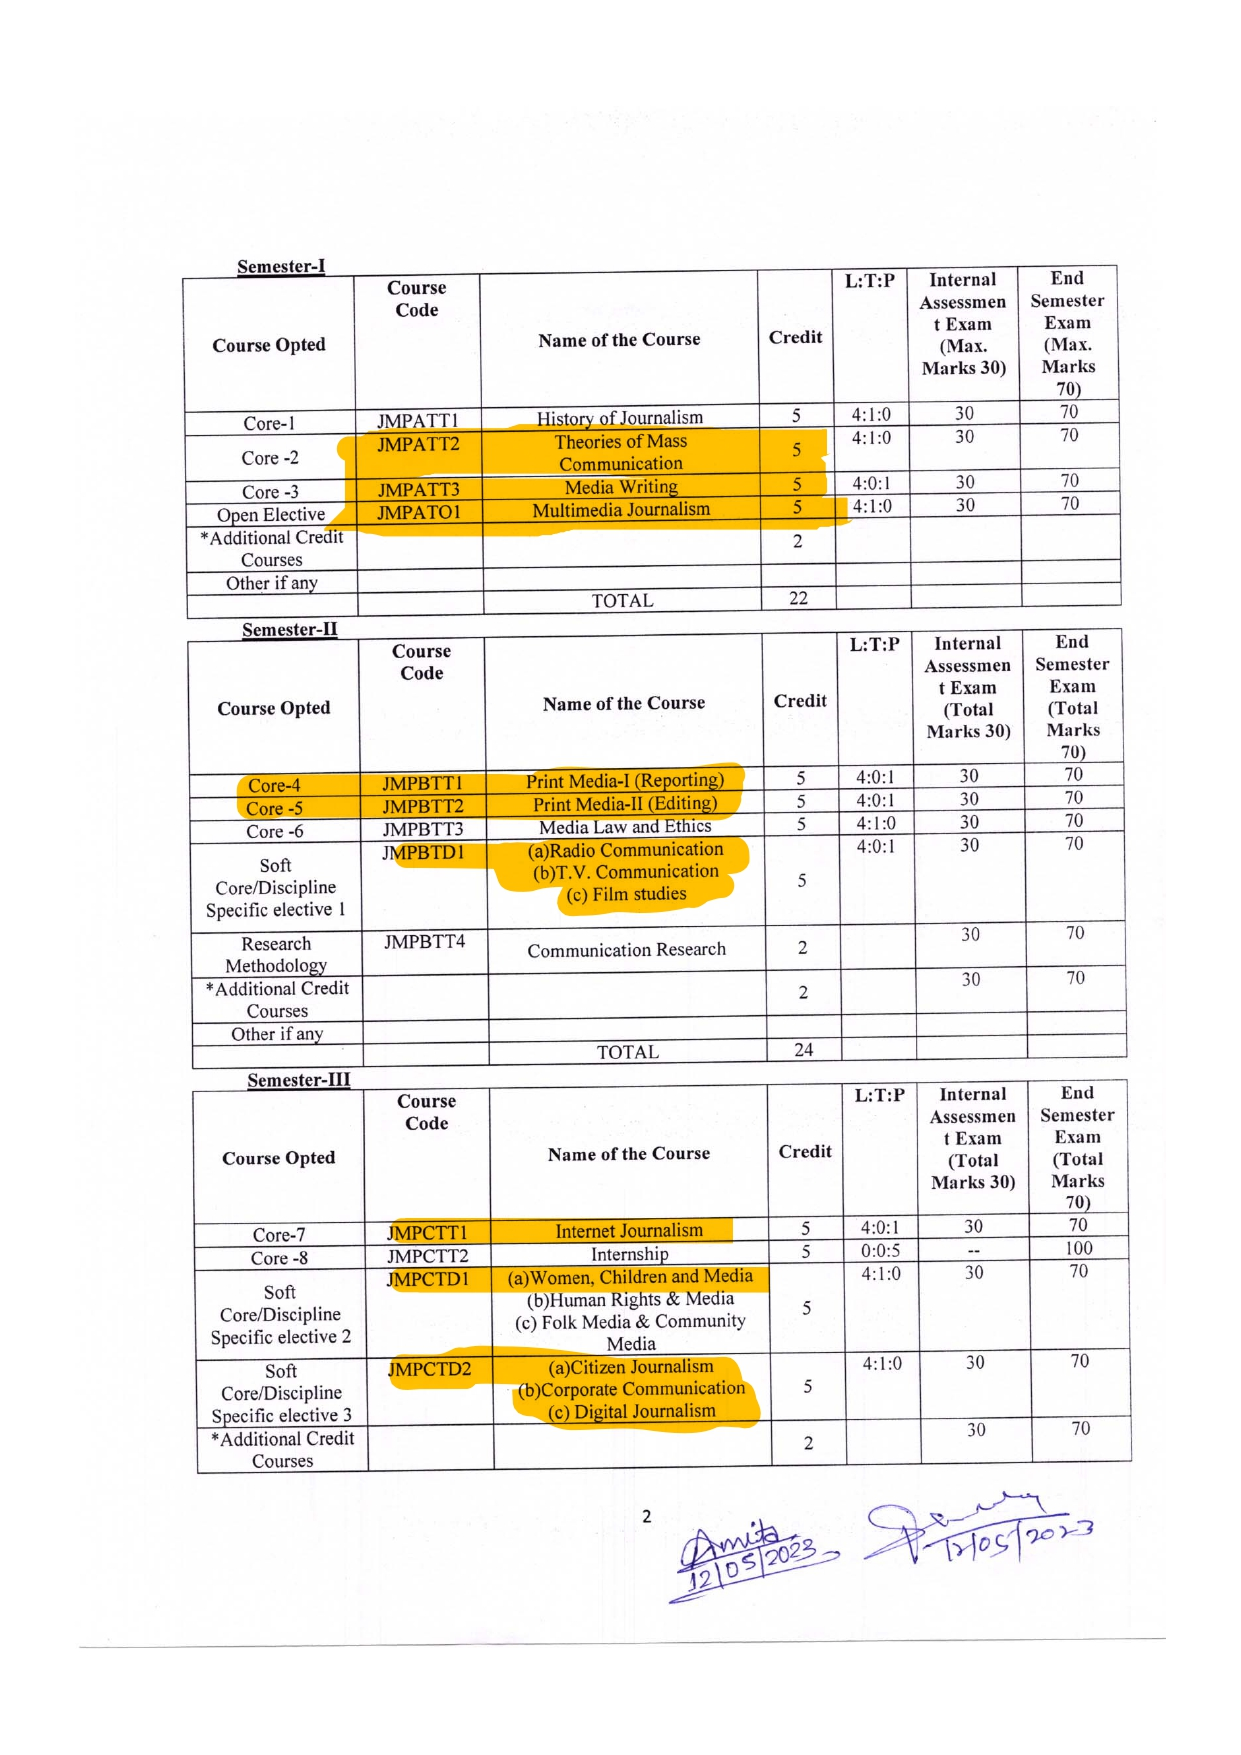 Semester-I
Course Opted | Course Code | Name of the Course | Credit | L:T:P | Internal Assessmen t Exam (Max. Marks 30) | End Semester Exam (Max. Marks 70)
Core-1 | JMPATT1 | History of Journalism | 5 | 4:1:0 | 30 | 70
Core -2 | JMPATT2 | Theories of Mass Communication | 5 | 4:1:0 | 30 | 70
Core -3 | JMPATT3 | Media Writing | 5 | 4:0:1 | 30 | 70
Open Elective | JMPATO1 | Multimedia Journalism | 5 | 4:1:0 | 30 | 70
*Additional Credit Courses | 2
Other if any
TOTAL | 22
Semester-II
Course Opted | Course Code | Name of the Course | Credit | L:T:P | Internal Assessmen t Exam (Total Marks 30) | End Semester Exam (Total Marks 70)
Core-4 | JMPBTT1 | Print Media-I (Reporting) | 5 | 4:0:1 | 30 | 70
Core -5 | JMPBTT2 | Print Media-II (Editing) | 5 | 4:0:1 | 30 | 70
Core -6 | JMPBTT3 | Media Law and Ethics | 5 | 4:1:0 | 30 | 70
Soft Core/Discipline Specific elective 1 | JMPBTD1 | (a)Radio Communication (b)T.V. Communication (c) Film studies | 5 | 4:0:1 | 30 | 70
Research Methodology | JMPBTT4 | Communication Research | 2 | 30 | 70
*Additional Credit Courses | 2 | 30 | 70
Other if any
TOTAL | 24
Semester-III
Course Opted | Course Code | Name of the Course | Credit | L:T:P | Internal Assessmen t Exam (Total Marks 30) | End Semester Exam (Total Marks 70)
Core-7 | JMPCTT1 | Internet Journalism | 5 | 4:0:1 | 30 | 70
Core -8 | JMPCTT2 | Internship | 5 | 0:0:5 | -- | 100
Soft Core/Discipline Specific elective 2 | JMPCTD1 | (a)Women, Children and Media (b)Human Rights & Media (c) Folk Media & Community Media | 5 | 4:1:0 | 30 | 70
Soft Core/Discipline Specific elective 3 | JMPCTD2 | (a)Citizen Journalism (b)Corporate Communication (c) Digital Journalism | 5 | 4:1:0 | 30 | 70
*Additional Credit Courses | 2 | 30 | 70
2
Amita
12/05/2023
12/05/2023